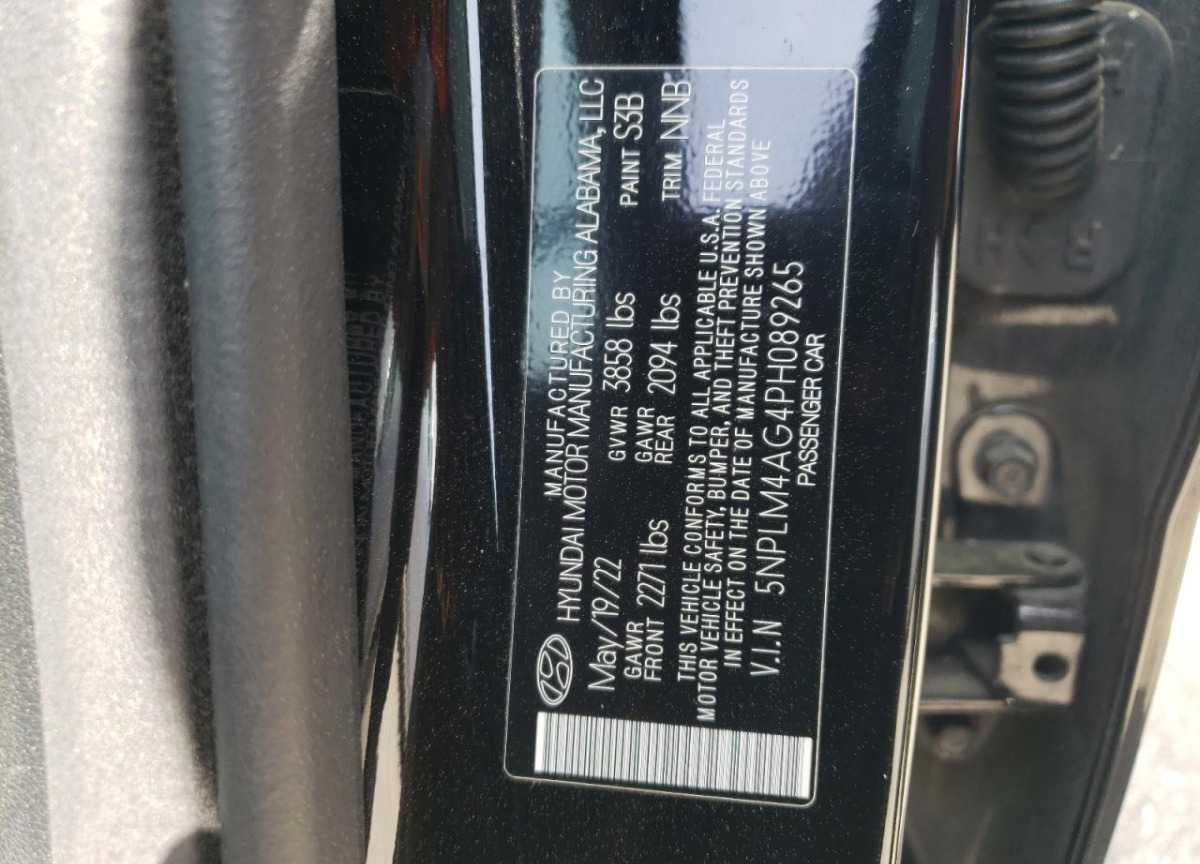 MANUFACTURED BY
HYUNDAI MOTOR MANUFACTURING ALABAMA, LLC
May/19/22 GVWR 3858 lbs PAINT S3B
GAWR FRONT 2271 lbs GAWR REAR 2094 lbs TRIM NNB
THIS VEHICLE CONFORMS TO ALL APPLICABLE U.S.A. FEDERAL
MOTOR VEHICLE SAFETY, BUMPER, AND THEFT PREVENTION STANDARDS
IN EFFECT ON THE DATE OF MANUFACTURE SHOWN ABOVE
V.I.N 5NPLM4AG4PH089265
PASSENGER CAR